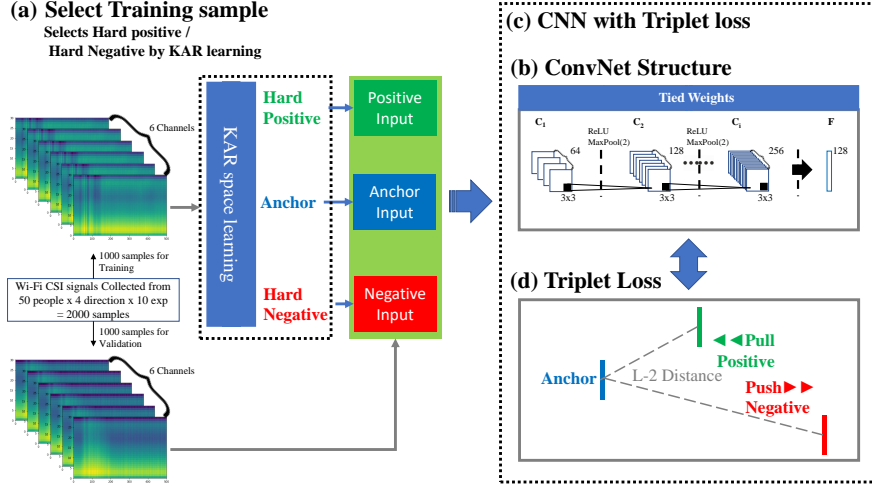 (a) Select Training sample
Selects Hard positive /
Hard Negative by KAR learning
6 Channels
1000 samples for
Training
Wi-Fi CSI signals Collected from
50 people x 4 direction x 10 exp
= 2000 samples
1000 samples for
Validation
6 Channels
KAR space learning
Hard
Positive
Anchor
Hard
Negative
Positive
Input
Anchor
Input
Negative
Input
(c) CNN with Triplet loss
(b) ConvNet Structure
Tied Weights
C1
C2
Ci
F
64
ReLU
MaxPool(2)
128
ReLU
MaxPool(2)
256
128
3x3
3x3
3x3
(d) Triplet Loss
◄◄Pull
Positive
Anchor
L-2 Distance
Push►►
Negative